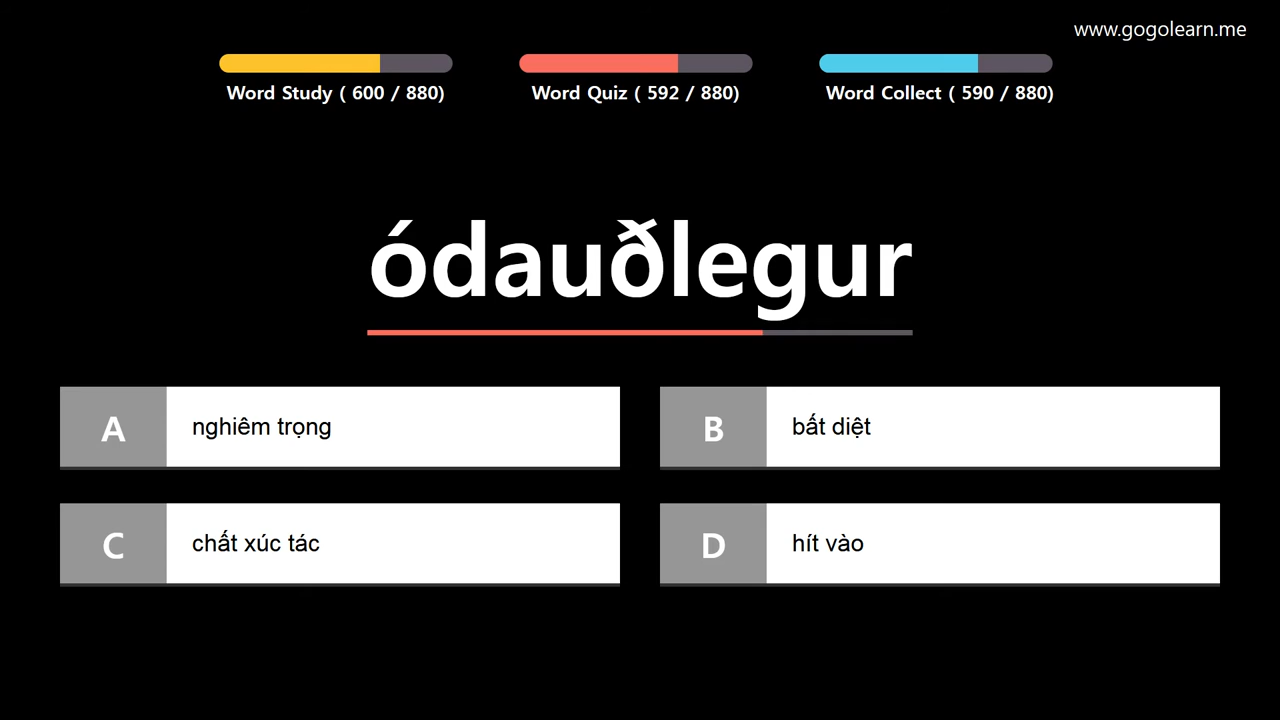 www.gogolearn.me
Word Study ( 600 / 880)
Word Quiz ( 592 / 880)
Word Collect ( 590 / 880)
ódauðlegur
A nghiêm trọng
B bất diệt
C chất xúc tác
D hít vào